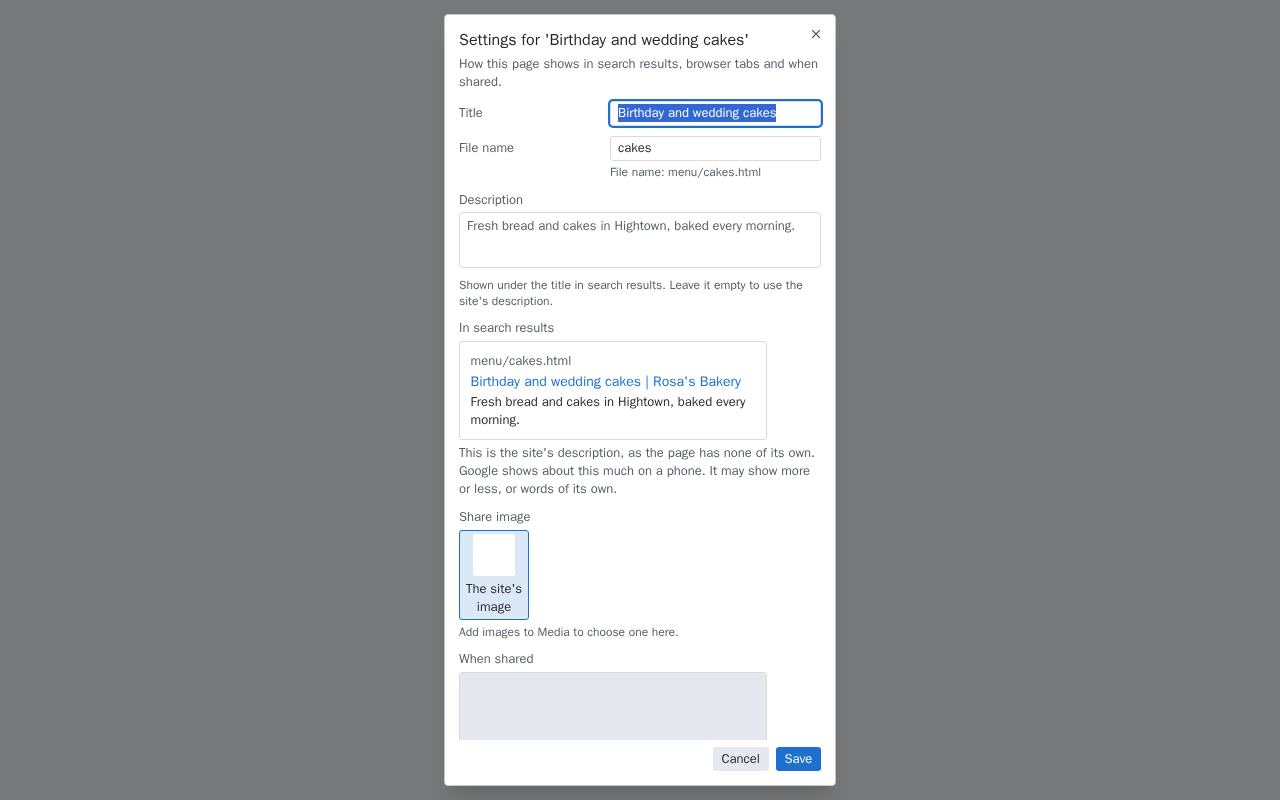 Settings for 'Birthday and wedding cakes'
×
How this page shows in search results, browser tabs and when
shared.
Title
Birthday and wedding cakes
File name
cakes
File name: menu/cakes.html
Description
Fresh bread and cakes in Hightown, baked every morning.
Shown under the title in search results. Leave it empty to use the
site's description.
In search results
menu/cakes.html
Birthday and wedding cakes | Rosa's Bakery
Fresh bread and cakes in Hightown, baked every
morning.
This is the site's description, as the page has none of its own.
Google shows about this much on a phone. It may show more
or less, or words of its own.
Share image
The site's
image
Add images to Media to choose one here.
When shared
Cancel
Save